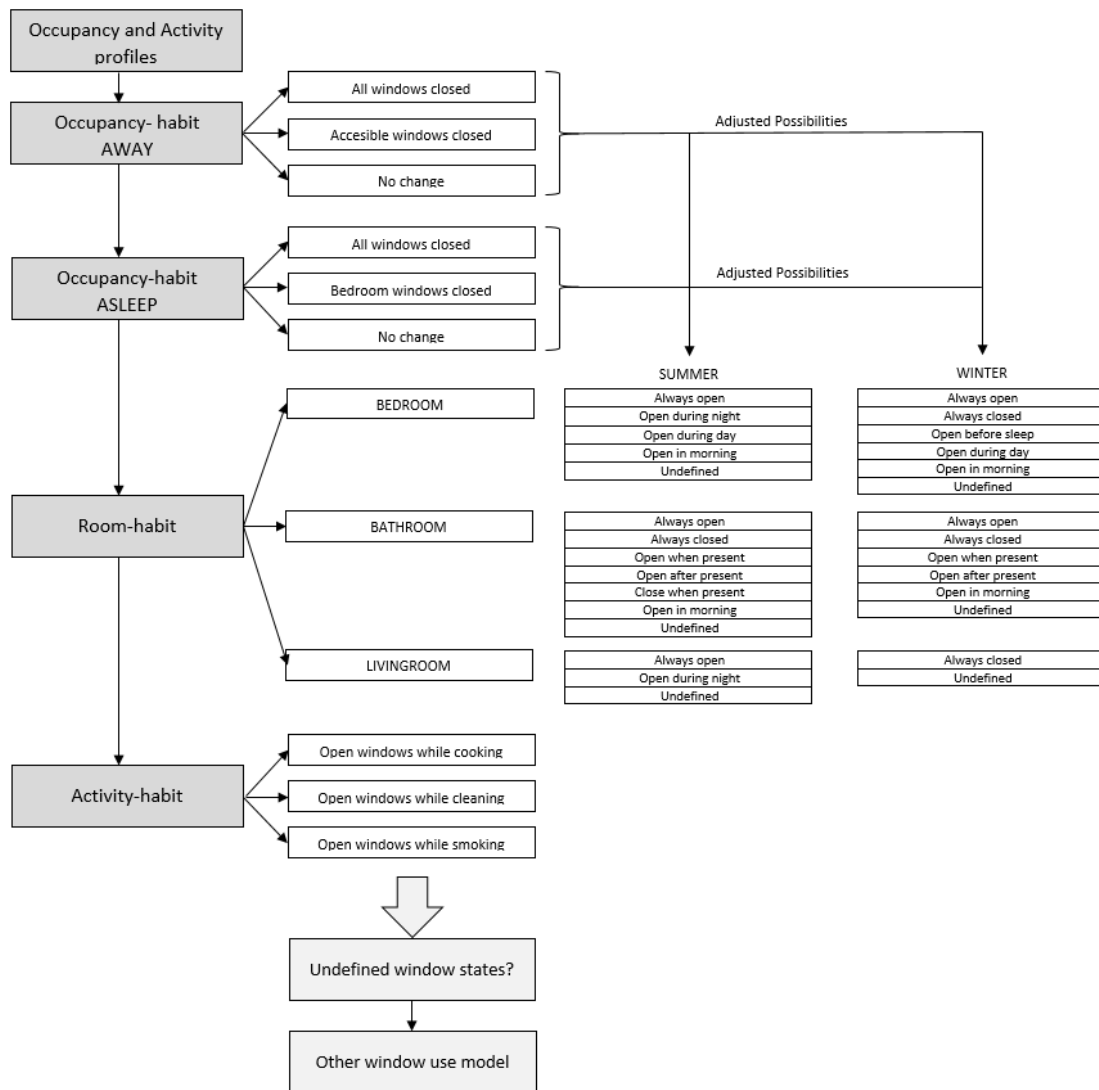 Occupancy and Activity
profiles
Occupancy- habit
AWAY
All windows closed
Accesible windows closed
No change
Adjusted Possibilities
Occupancy-habit
ASLEEP
All windows closed
Bedroom windows closed
No change
Adjusted Possibilities
SUMMER
WINTER
Room-habit
BEDROOM
Always open
Open during night
Open during day
Open in morning
Undefined
Always open
Always closed
Open before sleep
Open during day
Open in morning
Undefined
BATHROOM
Always open
Always closed
Open when present
Open after present
Close when present
Open in morning
Undefined
Always open
Always closed
Open when present
Open after present
Open in morning
Undefined
LIVINGROOM
Always open
Open during night
Undefined
Always closed
Undefined
Activity-habit
Open windows while cooking
Open windows while cleaning
Open windows while smoking
Undefined window states?
Other window use model